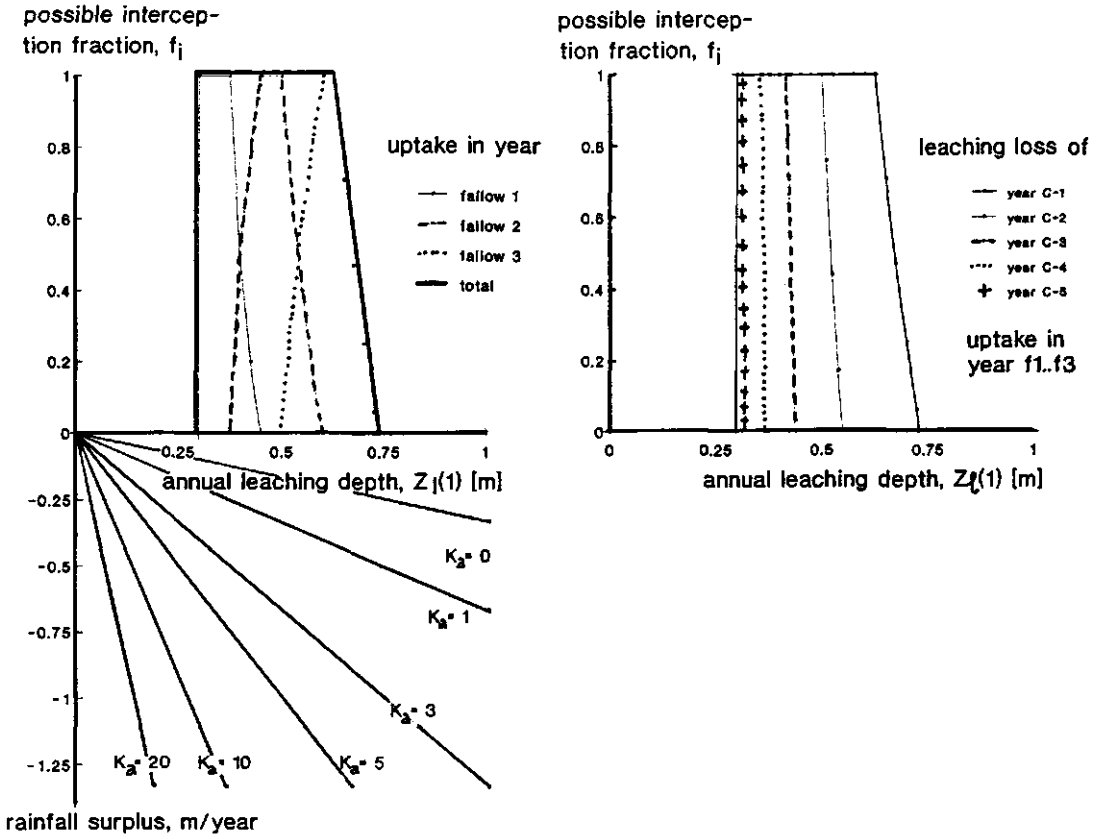 possible intercep-
tion fraction, fi
1
0.8
0.6
0.4
0.2
0
0.25
0.5
0.75
1
annual leaching depth, Zl(1) [m]
uptake in year
fallow 1
fallow 2
fallow 3
total
-0.25
-0.5
-0.75
-1
-1.25
Ka= 0
Ka= 1
Ka= 3
Ka= 5
Ka= 10
Ka= 20
rainfall surplus, m/year
possible intercep-
tion fraction, fi
1
0.8
0.6
0.4
0.2
0
0
0.25
0.5
0.75
1
annual leaching depth, Zℓ(1) [m]
leaching loss of
year C-1
year C-2
year C-3
year C-4
year C-5
uptake in
year f1..f3